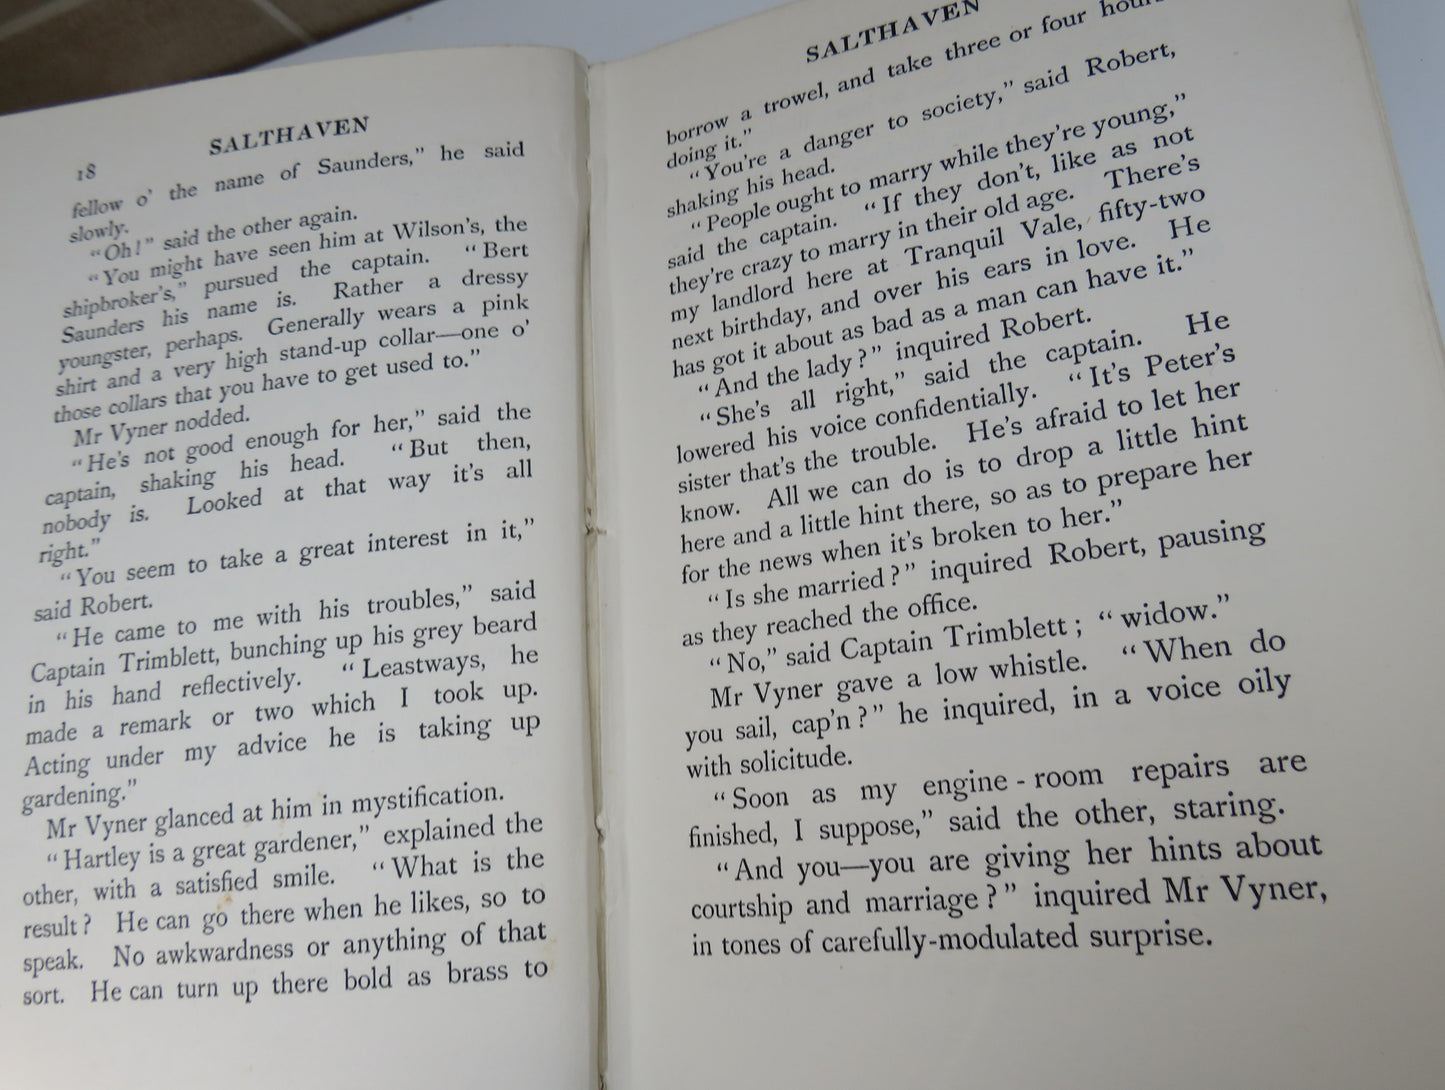 18
SALTHAVEN
fellow o' the name of Saunders," he said
slowly.
"Oh!" said the other again.
"You might have seen him at Wilson's, the
shipbroker's," pursued the captain. "Bert
Saunders his name is. Rather a dressy
youngster, perhaps. Generally wears a pink
shirt and a very high stand-up collar—one o'
those collars that you have to get used to."
Mr Vyner nodded.
"He's not good enough for her," said the
captain, shaking his head. "But then,
nobody is. Looked at that way it's all
right."
"You seem to take a great interest in it,"
said Robert.
"He came to me with his troubles," said
Captain Trimblett, bunching up his grey beard
in his hand reflectively. "Leastways, he
made a remark or two which I took up.
Acting under my advice he is taking up
gardening."
Mr Vyner glanced at him in mystification.
"Hartley is a great gardener," explained the
other, with a satisfied smile. "What is the
result? He can go there when he likes, so to
speak. No awkwardness or anything of that
sort. He can turn up there bold as brass to
SALTHAVEN
borrow a trowel, and take three or four hours
doing it."
"You're a danger to society," said Robert,
shaking his head.
"People ought to marry while they're young,"
said the captain. "If they don't, like as not
they're crazy to marry in their old age. There's
my landlord here at Tranquil Vale, fifty-two
next birthday, and over his ears in love. He
has got it about as bad as a man can have it."
"And the lady?" inquired Robert.
"She's all right," said the captain. He
lowered his voice confidentially. "It's Peter's
sister that's the trouble. He's afraid to let her
know. All we can do is to drop a little hint
here and a little hint there, so as to prepare her
for the news when it's broken to her."
"Is she married?" inquired Robert, pausing
as they reached the office.
"No," said Captain Trimblett; "widow."
Mr Vyner gave a low whistle. "When do
you sail, cap'n?" he inquired, in a voice oily
with solicitude.
"Soon as my engine-room repairs are
finished, I suppose," said the other, staring.
"And you—you are giving her hints about
courtship and marriage?" inquired Mr Vyner,
in tones of carefully-modulated surprise.